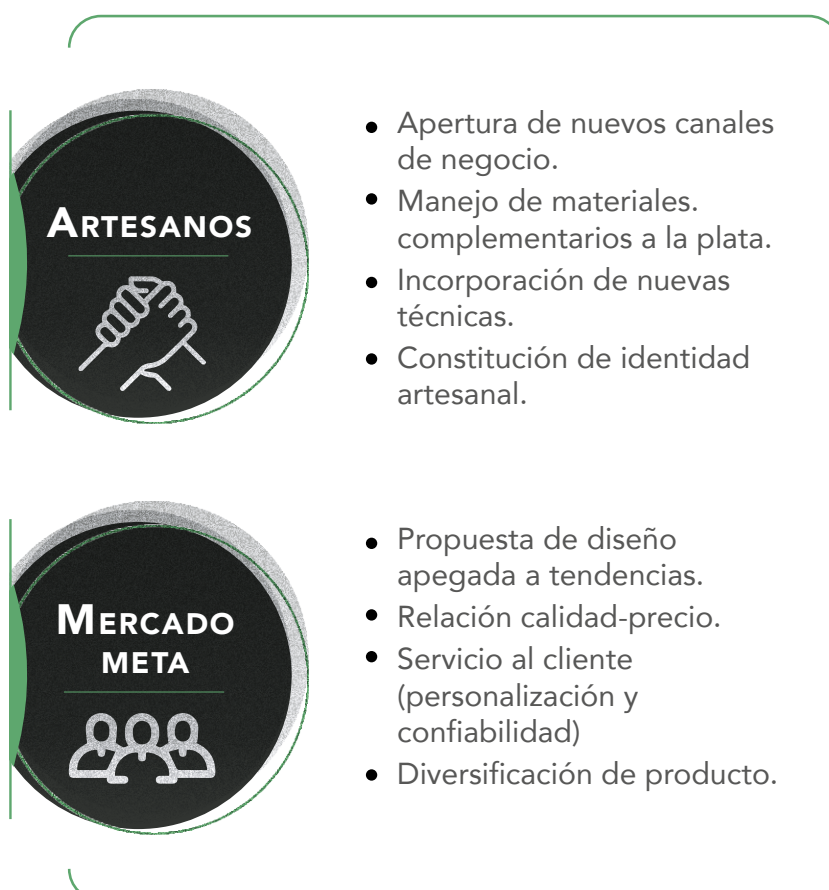 ARTESANOS
• Apertura de nuevos canales
de negocio.
• Manejo de materiales.
complementarios a la plata.
• Incorporación de nuevas
técnicas.
• Constitución de identidad
artesanal.
MERCADO
META
• Propuesta de diseño
apegada a tendencias.
• Relación calidad-precio.
• Servicio al cliente
(personalización y
confiabilidad)
• Diversificación de producto.